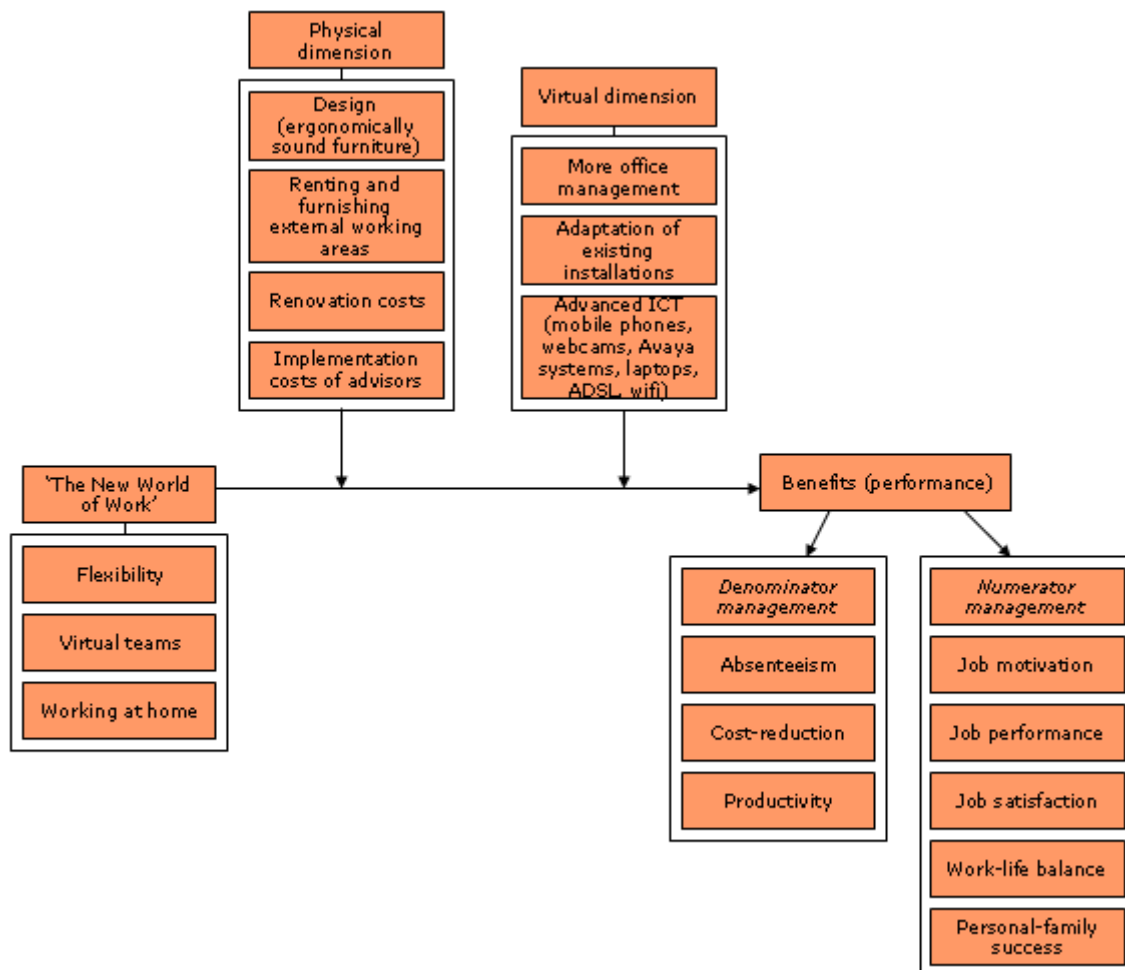 Physical
dimension
Design
(ergonomically
sound furniture)
Renting and
furnishing
external working
areas
Renovation costs
Implementation
costs of advisors
Virtual dimension
More office
management
Adaptation of
existing
installations
Advanced ICT
(mobile phones,
webcams, Avaya
systems, laptops,
ADSL, wifi)
'The New World
of Work'
Flexibility
Virtual teams
Working at home
Benefits (performance)
Denominator
management
Absenteeism
Cost-reduction
Productivity
Numerator
management
Job motivation
Job performance
Job satisfaction
Work-life balance
Personal-family
success